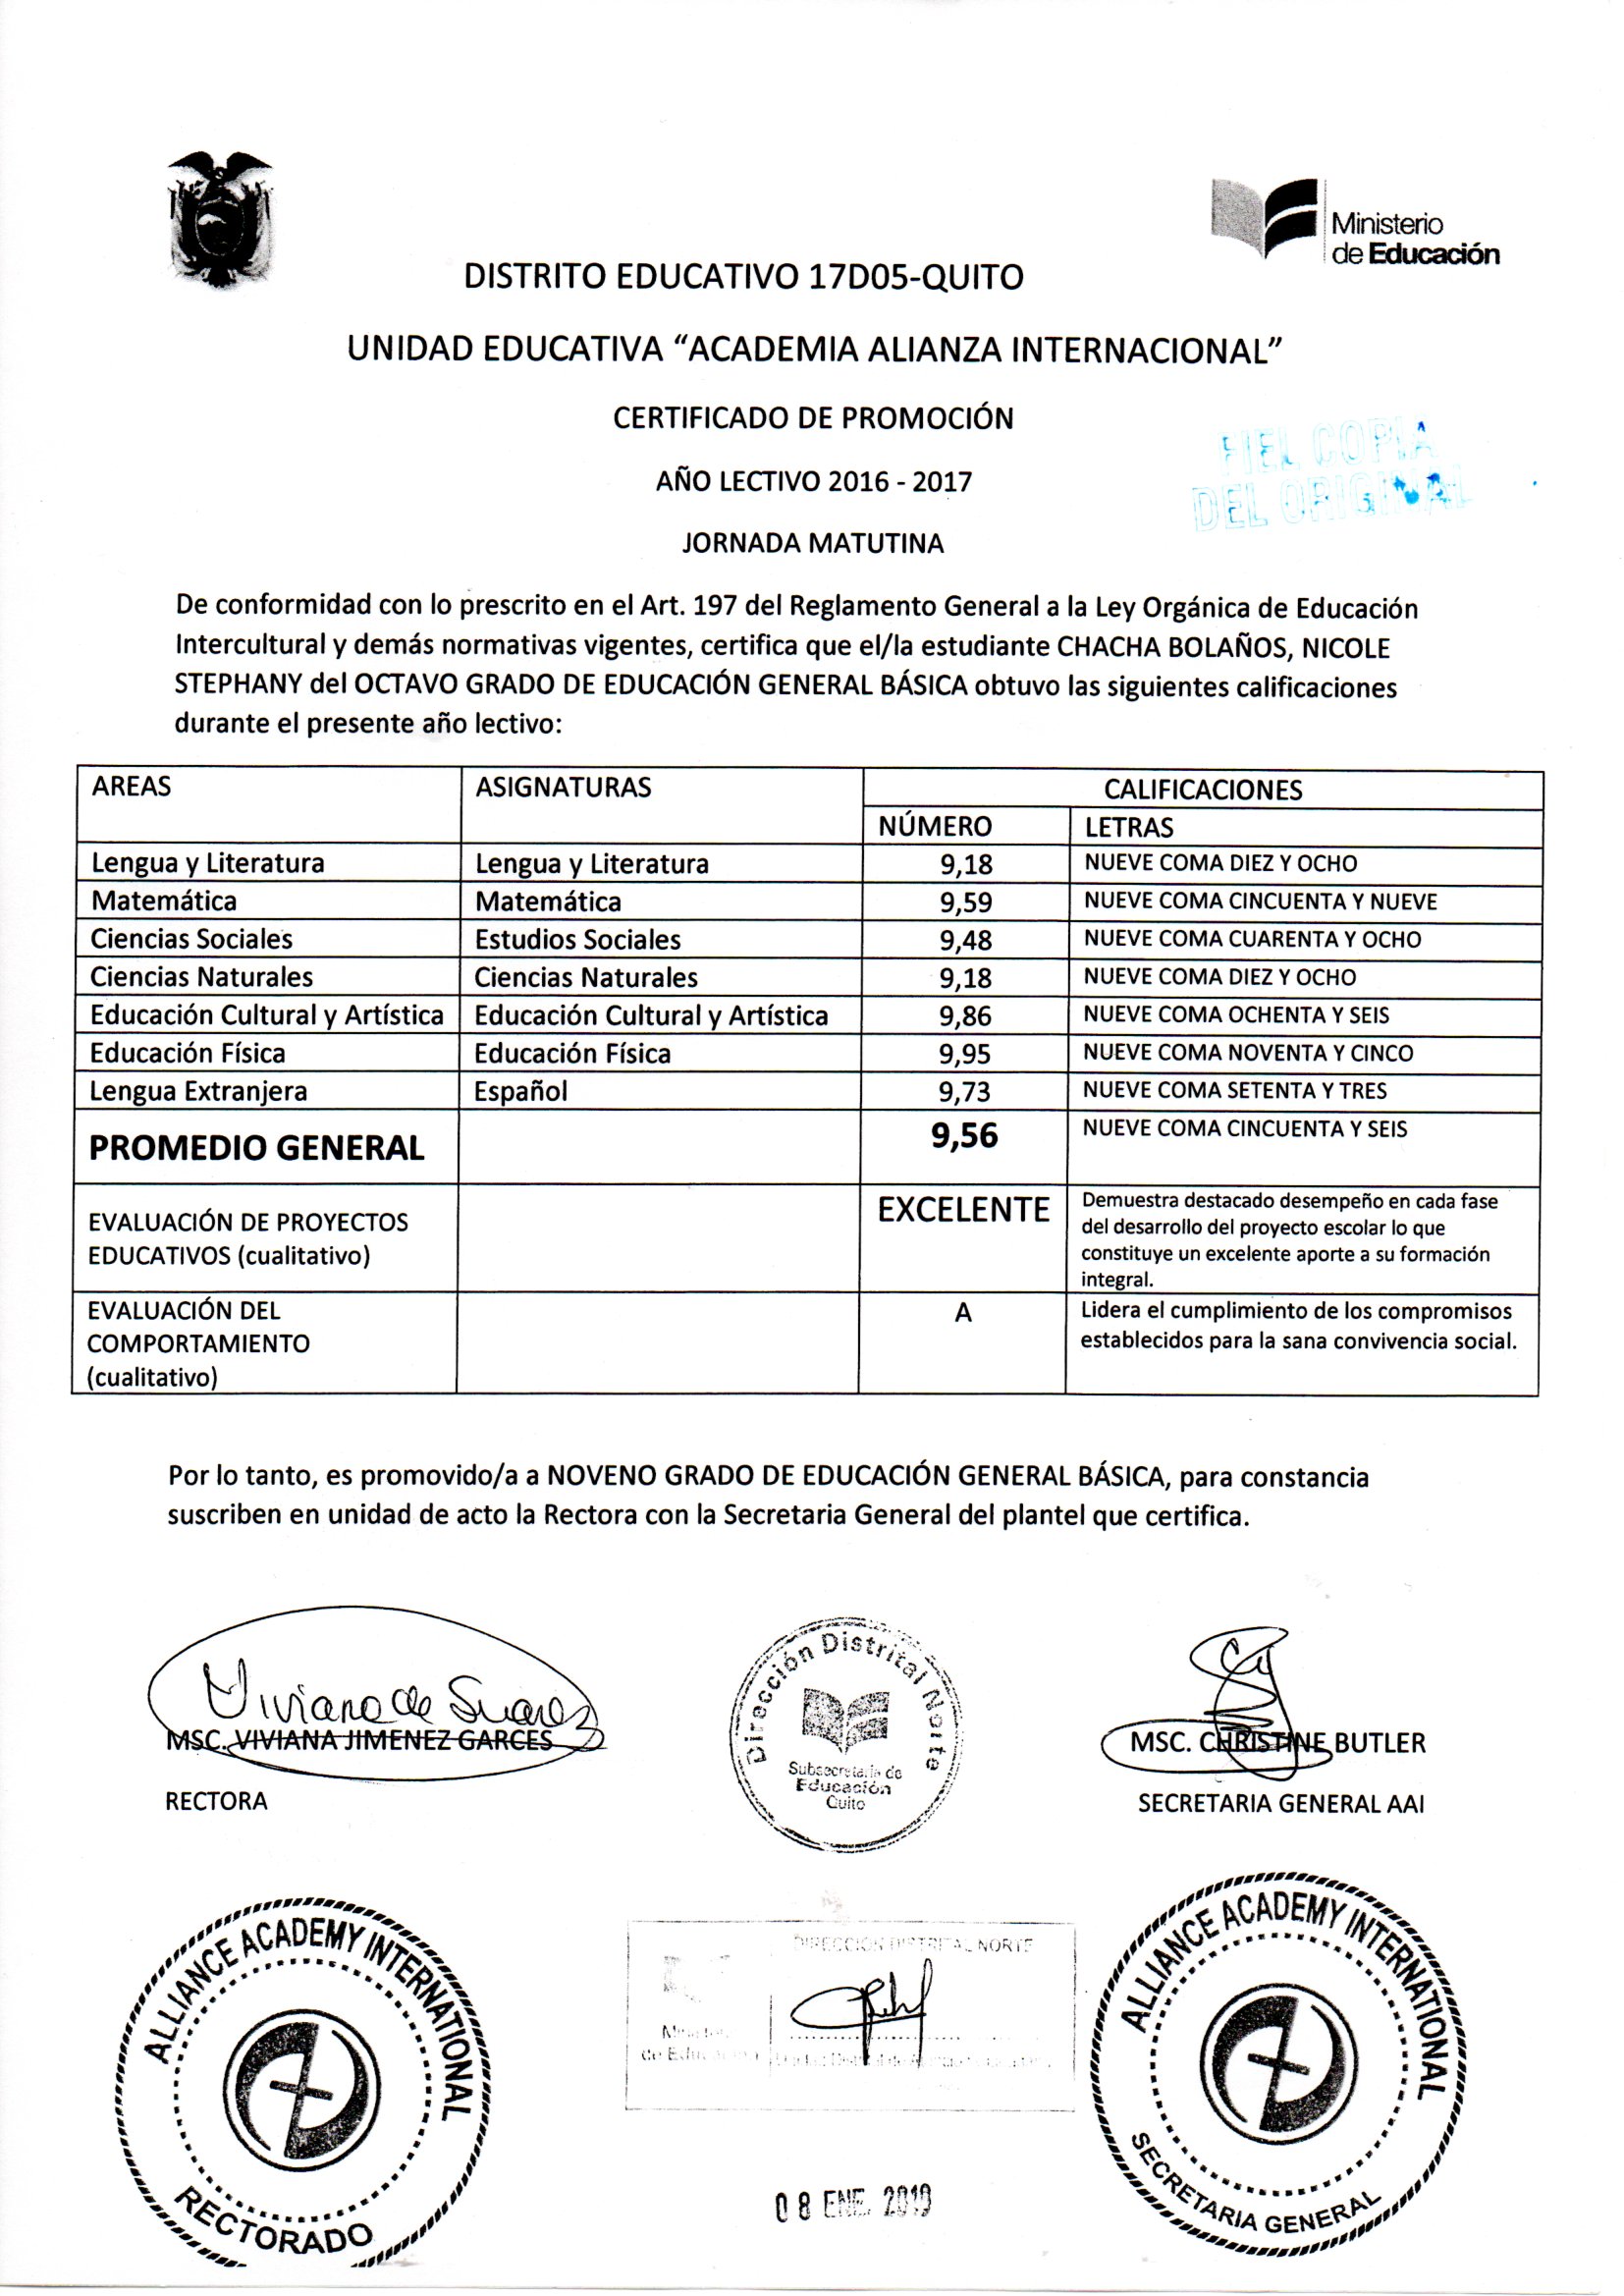 Ministerio
de Educación
DISTRITO EDUCATIVO 17D05-QUITO
UNIDAD EDUCATIVA “ACADEMIA ALIANZA INTERNACIONAL”
CERTIFICADO DE PROMOCIÓN
FIEL COPIA
DEL ORIGINAL
AÑO LECTIVO 2016 - 2017
JORNADA MATUTINA
De conformidad con lo prescrito en el Art. 197 del Reglamento General a la Ley Orgánica de Educación
Intercultural y demás normativas vigentes, certifica que el/la estudiante CHACHA BOLAÑOS, NICOLE
STEPHANY del OCTAVO GRADO DE EDUCACIÓN GENERAL BÁSICA obtuvo las siguientes calificaciones
durante el presente año lectivo:
AREAS ASIGNATURAS CALIFICACIONES
NÚMERO LETRAS
Lengua y Literatura Lengua y Literatura 9,18 NUEVE COMA DIEZ Y OCHO
Matemática Matemática 9,59 NUEVE COMA CINCUENTA Y NUEVE
Ciencias Sociales Estudios Sociales 9,48 NUEVE COMA CUARENTA Y OCHO
Ciencias Naturales Ciencias Naturales 9,18 NUEVE COMA DIEZ Y OCHO
Educación Cultural y Artística Educación Cultural y Artística 9,86 NUEVE COMA OCHENTA Y SEIS
Educación Física Educación Física 9,95 NUEVE COMA NOVENTA Y CINCO
Lengua Extranjera Español 9,73 NUEVE COMA SETENTA Y TRES
PROMEDIO GENERAL 9,56 NUEVE COMA CINCUENTA Y SEIS
EVALUACIÓN DE PROYECTOS
EDUCATIVOS (cualitativo)
EXCELENTE
Demuestra destacado desempeño en cada fase
del desarrollo del proyecto escolar lo que
constituye un excelente aporte a su formación
integral.
EVALUACIÓN DEL
COMPORTAMIENTO
(cualitativo)
A
Lidera el cumplimiento de los compromisos
establecidos para la sana convivencia social.
Por lo tanto, es promovido/a a NOVENO GRADO DE EDUCACIÓN GENERAL BÁSICA, para constancia
suscriben en unidad de acto la Rectora con la Secretaria General del plantel que certifica.
Viviana de Suarez
MSC. VIVIANA JIMENEZ GARCES
RECTORA
Dirección Distrital Norte
Subsecretaría de
Educación
Quito
MSC. CHRISTINE BUTLER
SECRETARIA GENERAL AAI
ALLIANCE ACADEMY INTERNATIONAL
RECTORADO
DIRECCION DISTRITAL NORTE
Ministerio
de Educación
ALLIANCE ACADEMY INTERNATIONAL
SECRETARIA GENERAL
08 ENE. 2019